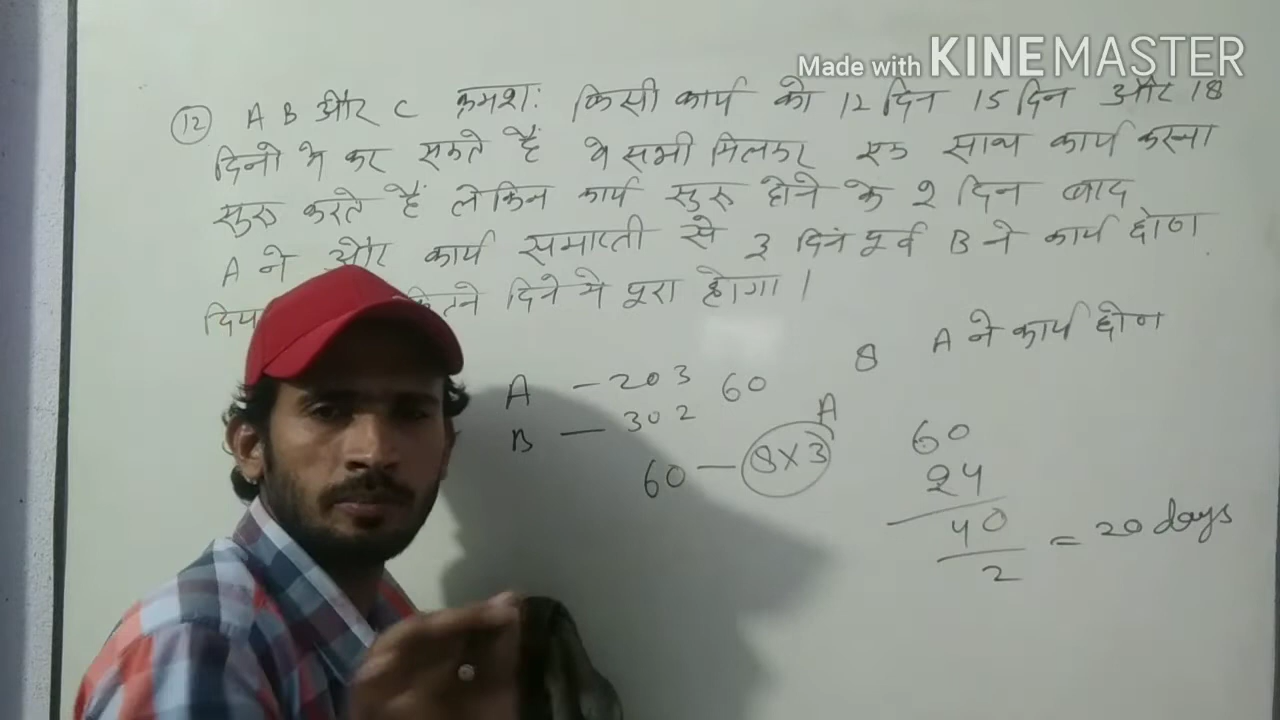 Made with KINEMASTER
⑫ A B और C क्रमशः किसी कार्य को 12 दिन 15 दिन और 18
दिनो मे कर सकते हैं वे सभी मिलकर एक साथ कार्य करना
सुरु करते हैं लेकिन कार्य सुरु होने के 2 दिन बाद
A ने और कार्य समाप्ती से 3 दिन पूर्व B ने कार्य छोण
दिने मे पूरा होगा।
8 A ने कार्य छोण
A - 20 3 60
B - 30 2
A
60 - 8×3
60
24
40
2
= 20 days